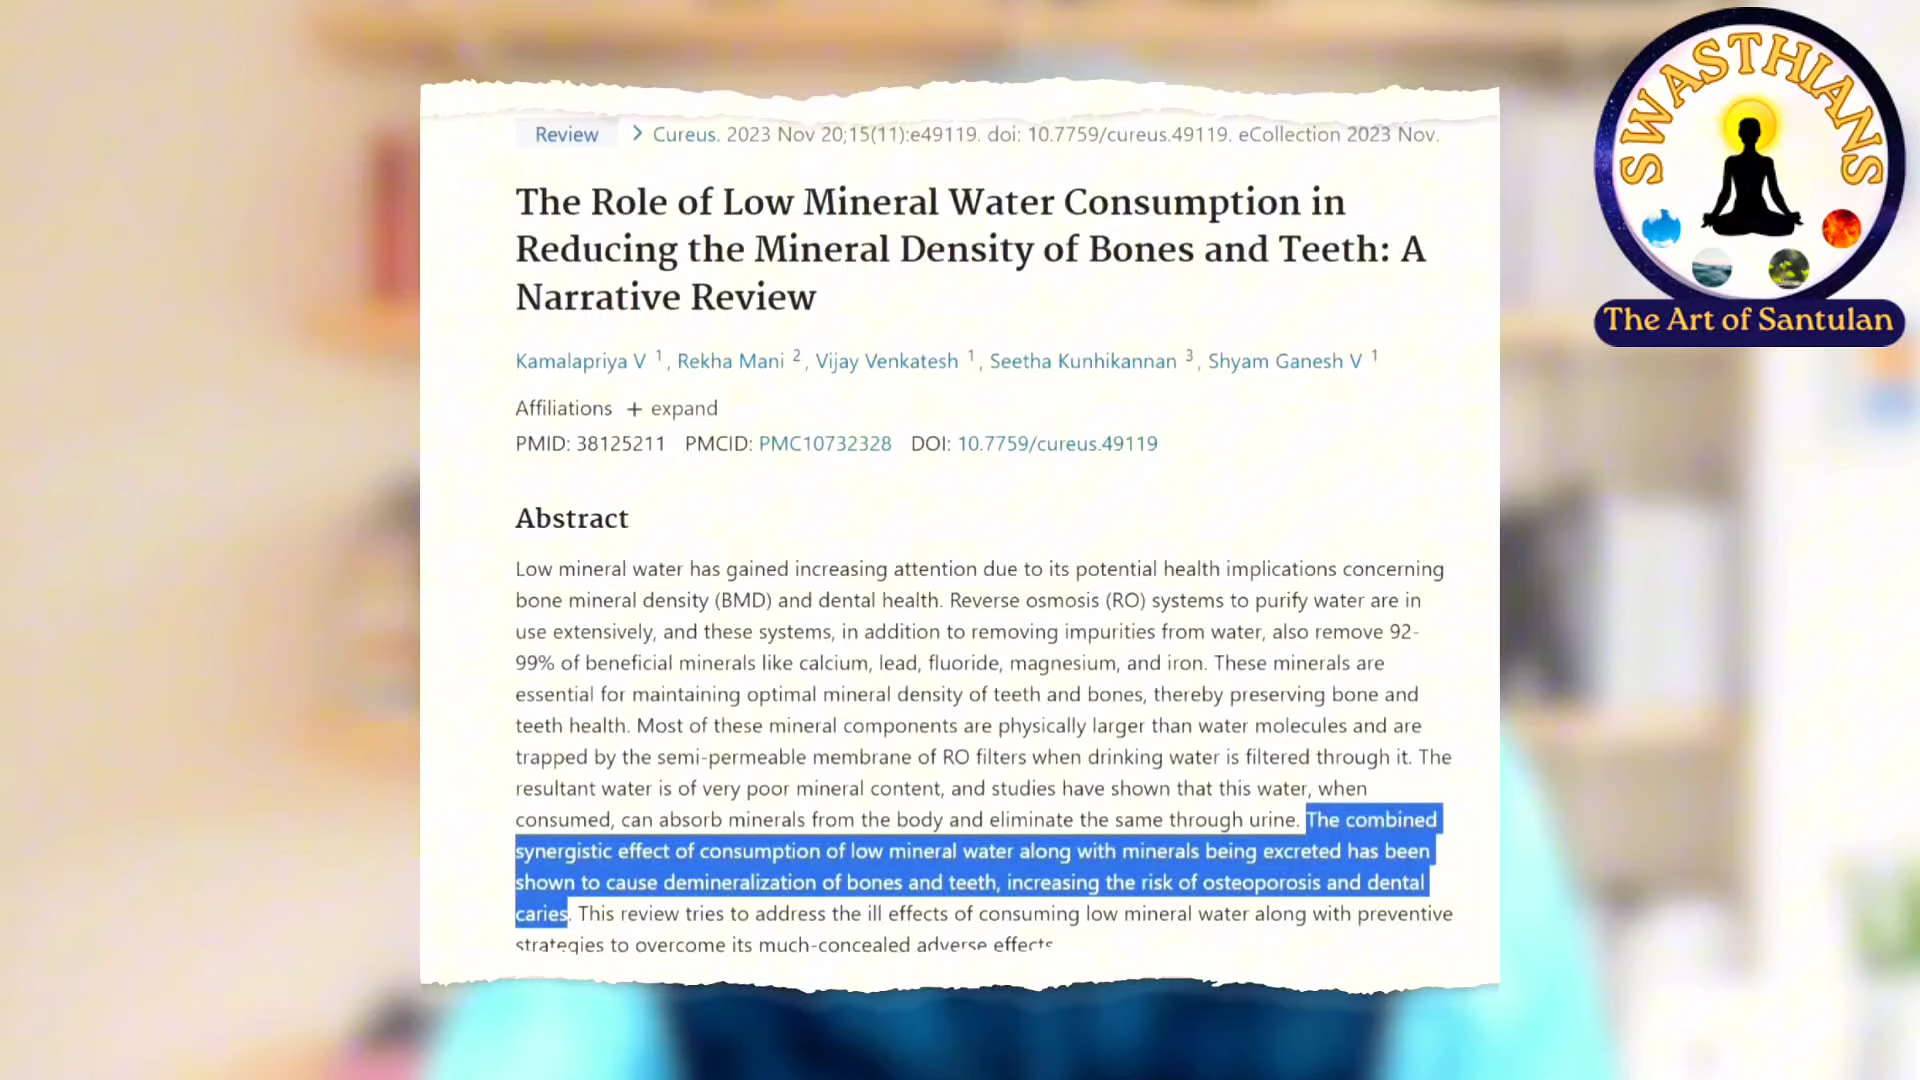 Review > Cureus. 2023 Nov 20;15(11):e49119. doi: 10.7759/cureus.49119. eCollection 2023 Nov.
The Role of Low Mineral Water Consumption in
Reducing the Mineral Density of Bones and Teeth: A
Narrative Review
Kamalapriya V 1, Rekha Mani 2, Vijay Venkatesh 1, Seetha Kunhikannan 3, Shyam Ganesh V 1
Affiliations + expand
PMID: 38125211 PMCID: PMC10732328 DOI: 10.7759/cureus.49119
Abstract
Low mineral water has gained increasing attention due to its potential health implications concerning
bone mineral density (BMD) and dental health. Reverse osmosis (RO) systems to purify water are in
use extensively, and these systems, in addition to removing impurities from water, also remove 92-
99% of beneficial minerals like calcium, lead, fluoride, magnesium, and iron. These minerals are
essential for maintaining optimal mineral density of teeth and bones, thereby preserving bone and
teeth health. Most of these mineral components are physically larger than water molecules and are
trapped by the semi-permeable membrane of RO filters when drinking water is filtered through it. The
resultant water is of very poor mineral content, and studies have shown that this water, when
consumed, can absorb minerals from the body and eliminate the same through urine. The combined
synergistic effect of consumption of low mineral water along with minerals being excreted has been
shown to cause demineralization of bones and teeth, increasing the risk of osteoporosis and dental
caries. This review tries to address the ill effects of consuming low mineral water along with preventive
strategies to overcome its much-concealed adverse effects
SWASTHIANS
The Art of Santulan